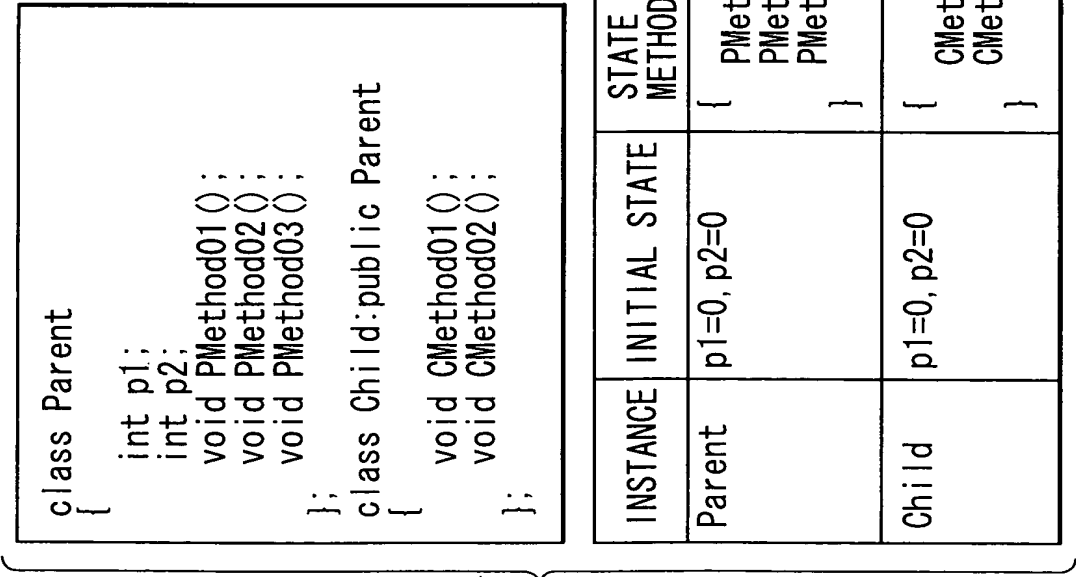 class Parent
{
int p1;
int p2;
void PMethod01();
void PMethod02();
void PMethod03();
};
class Child:public Parent
{
void CMethod01();
void CMethod02();
};
INSTANCE INITIAL STATE STATE METHOD
Parent p1=0, p2=0 {
PMet
PMet
PMet
}
Child p1=0, p2=0 {
CMet
CMet
}